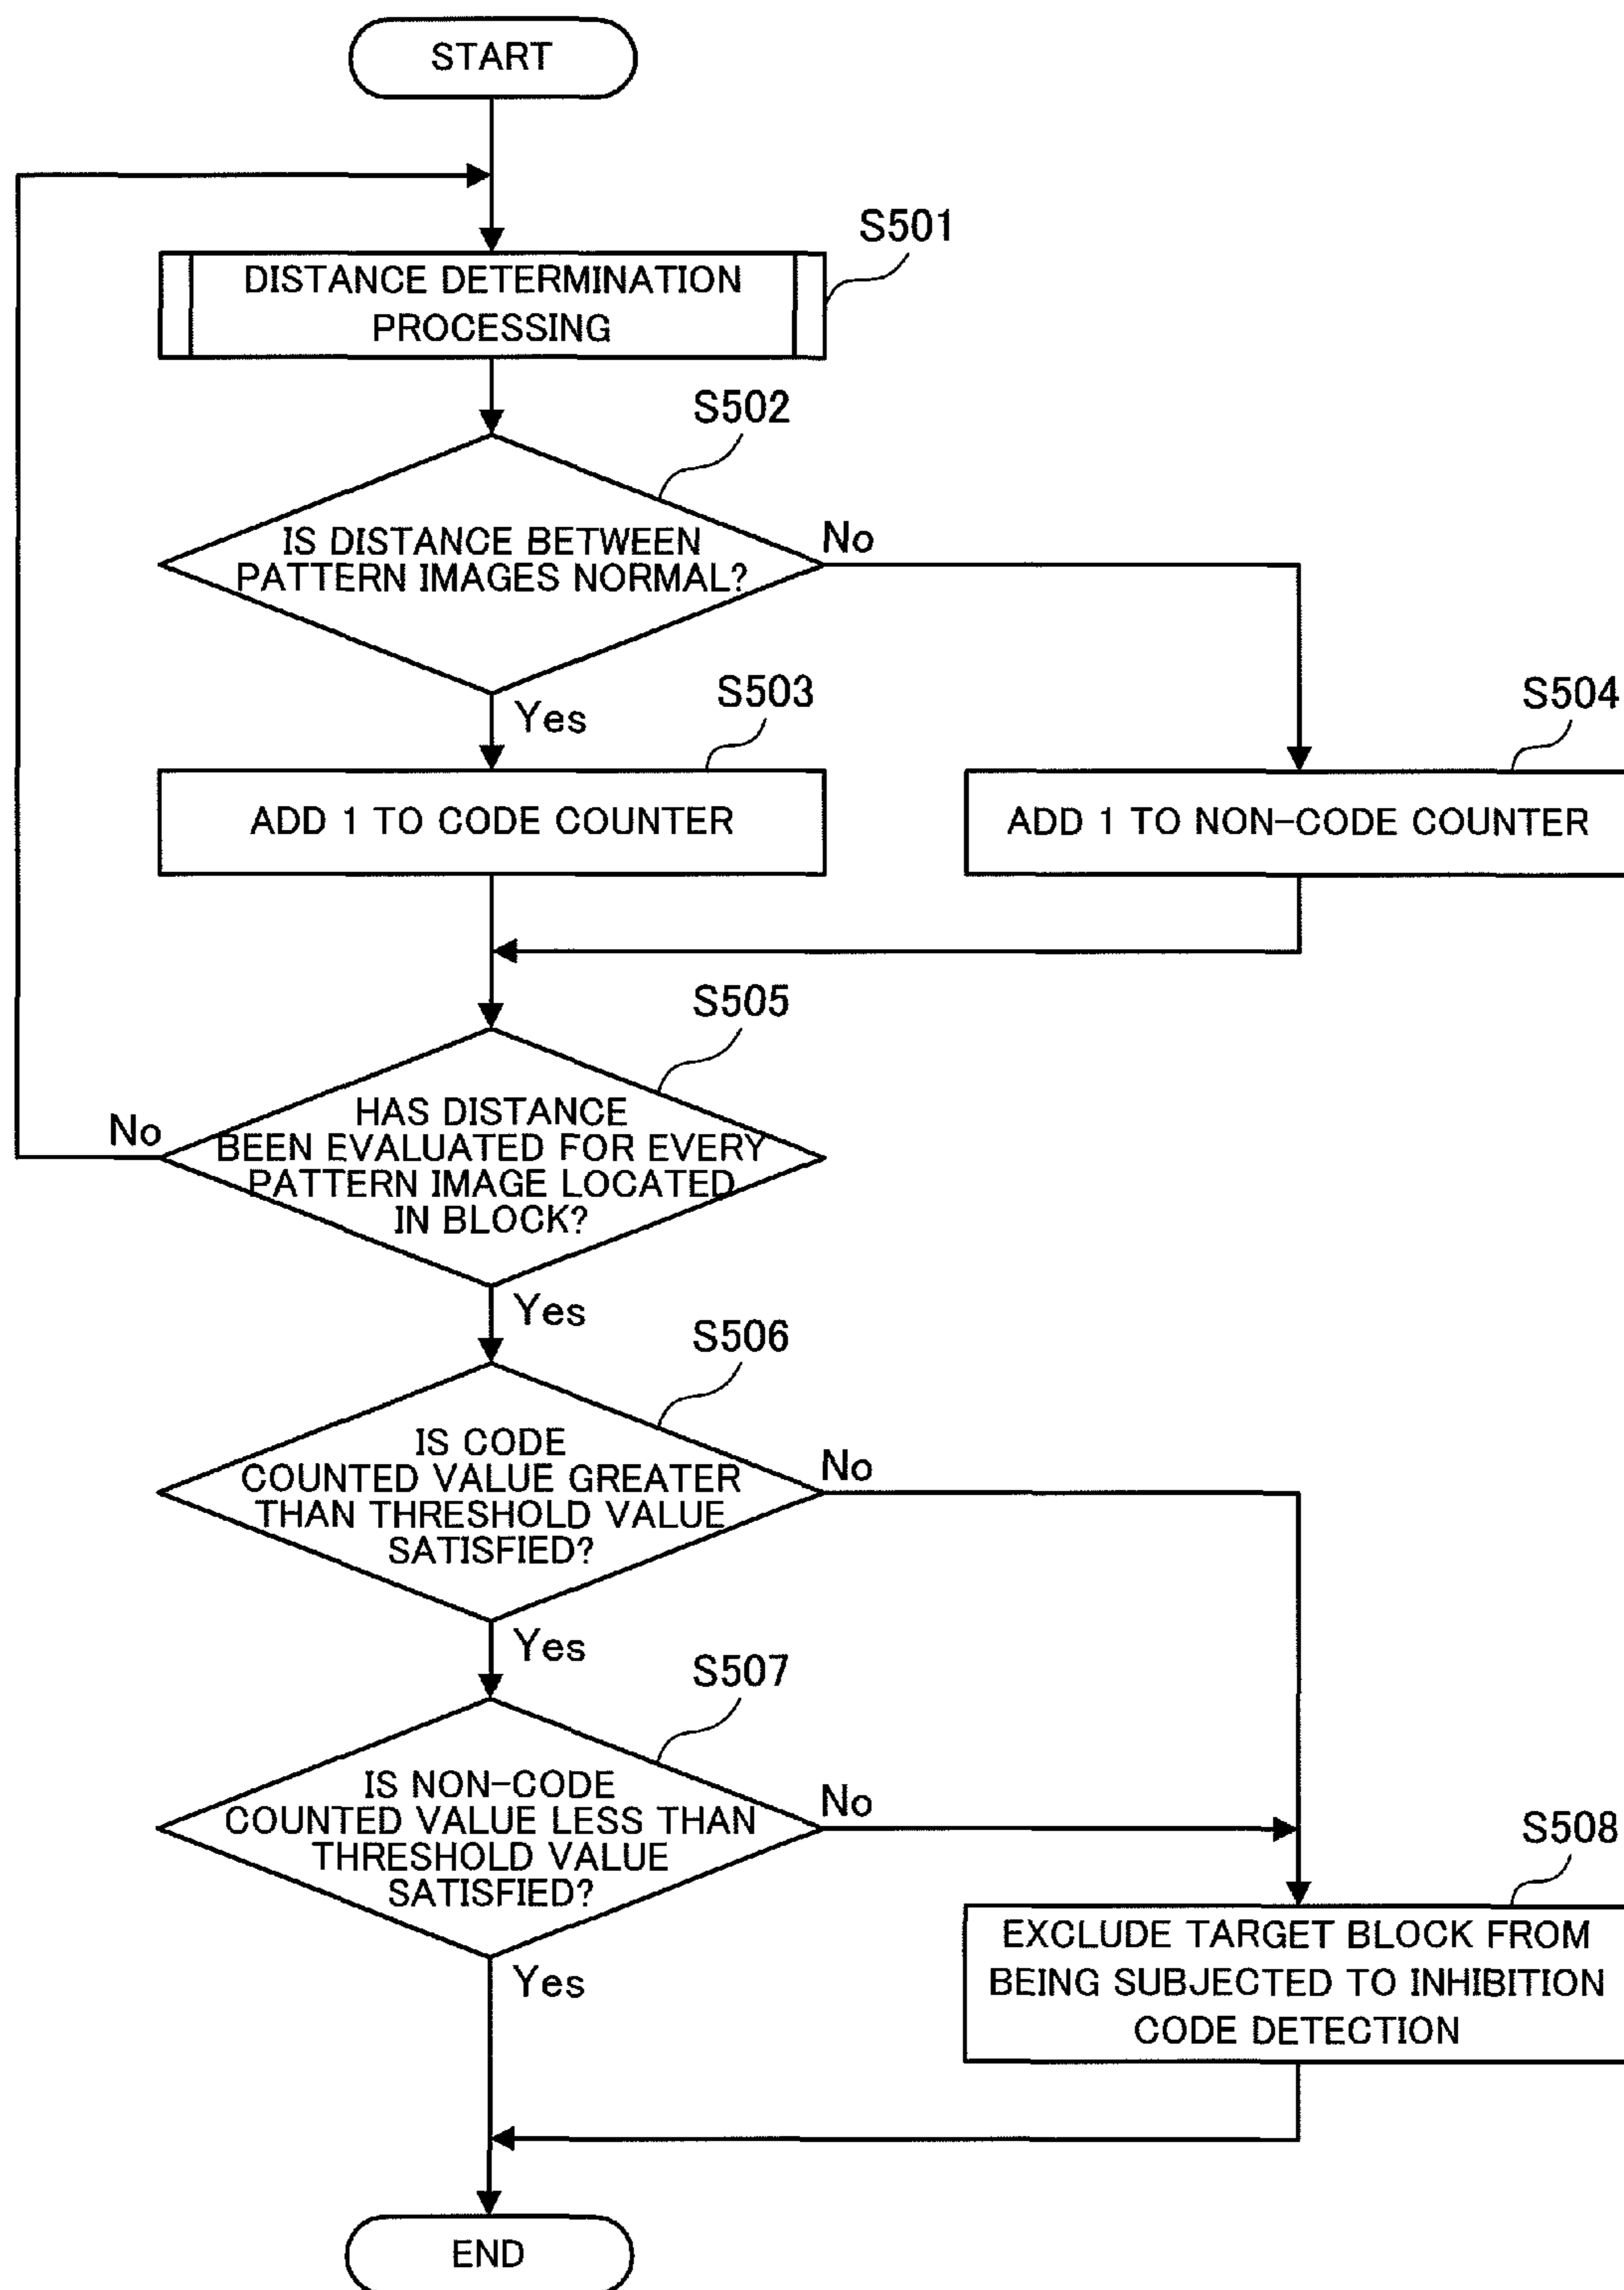 START
S501
DISTANCE DETERMINATION
PROCESSING
S502
IS DISTANCE BETWEEN
PATTERN IMAGES NORMAL?
No
Yes
S503
ADD 1 TO CODE COUNTER
S504
ADD 1 TO NON-CODE COUNTER
S505
HAS DISTANCE
BEEN EVALUATED FOR EVERY
PATTERN IMAGE LOCATED
IN BLOCK?
No
Yes
S506
IS CODE
COUNTED VALUE GREATER
THAN THRESHOLD VALUE
SATISFIED?
No
Yes
S507
IS NON-CODE
COUNTED VALUE LESS THAN
THRESHOLD VALUE
SATISFIED?
No
Yes
S508
EXCLUDE TARGET BLOCK FROM
BEING SUBJECTED TO INHIBITION
CODE DETECTION
END